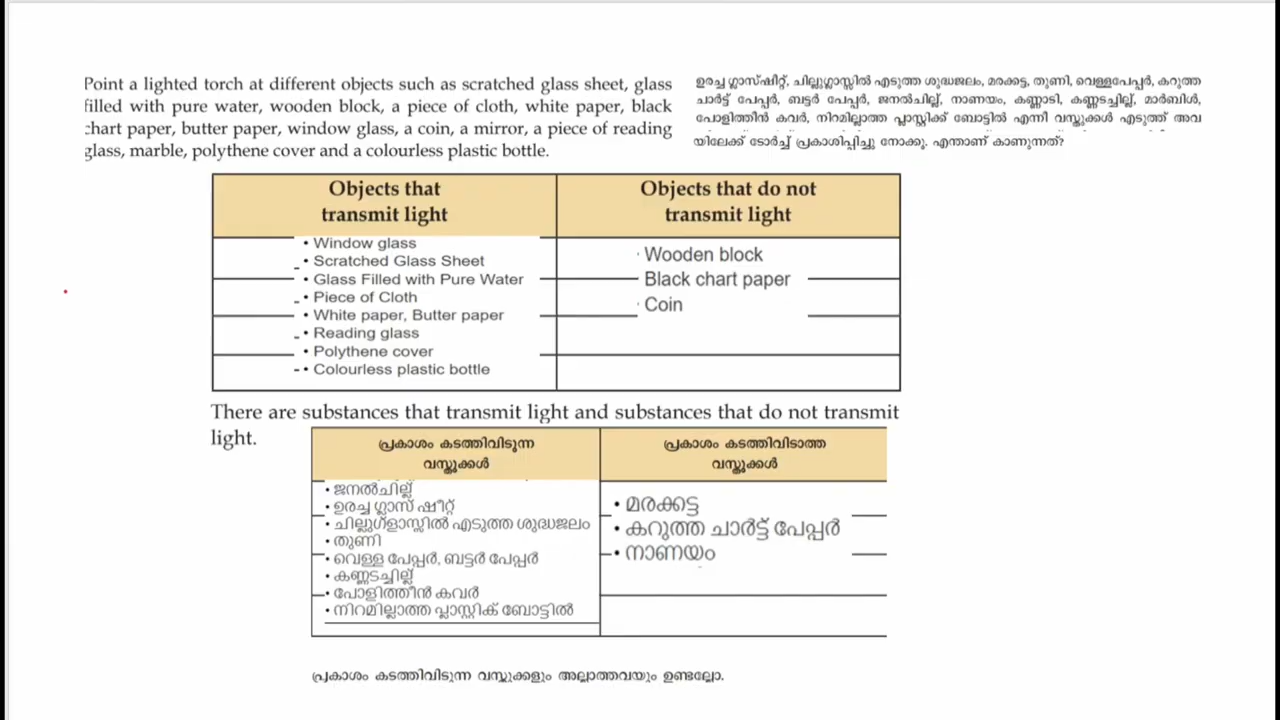 Point a lighted torch at different objects such as scratched glass sheet, glass
filled with pure water, wooden block, a piece of cloth, white paper, black
chart paper, butter paper, window glass, a coin, a mirror, a piece of reading
glass, marble, polythene cover and a colourless plastic bottle.
ഉരച്ച ഗ്ലാസ്ഷീറ്റ്, ചില്ലുഗ്ലാസ്സിൽ എടുത്ത ശുദ്ധജലം, മരക്കട്ട, തുണി, വെള്ളപേപ്പർ, കറുത്ത
ചാർട്ട് പേപ്പർ, ബട്ടർ പേപ്പർ, ജനൽചില്ല്, നാണയം, കണ്ണാടി, കണ്ണടച്ചില്ല്, മാർബിൾ,
പോളിത്തീൻ കവർ, നിറമില്ലാത്ത പ്ലാസ്റ്റിക്ക് ബോട്ടിൽ എന്നീ വസ്തുക്കൾ എടുത്ത് അവ
യിലേക്ക് ടോർച്ച് പ്രകാശിപ്പിച്ചു നോക്കൂ. എന്താണ് കാണുന്നത്?
Objects that
transmit light
Objects that do not
transmit light
• Window glass
• Scratched Glass Sheet
• Glass Filled with Pure Water
• Piece of Cloth
• White paper, Butter paper
• Reading glass
• Polythene cover
• Colourless plastic bottle
Wooden block
Black chart paper
Coin
There are substances that transmit light and substances that do not transmit
light.
പ്രകാശം കടത്തിവിടുന്ന
വസ്തുക്കൾ
പ്രകാശം കടത്തിവിടാത്ത
വസ്തുക്കൾ
• ജനൽചില്ല്
• ഉരച്ച ഗ്ലാസ് ഷീറ്റ്
• ചില്ലുഗ്ളാസ്സിൽ എടുത്ത ശുദ്ധജലം
• തുണി
• വെള്ള പേപ്പർ, ബട്ടർ പേപ്പർ
• കണ്ണടച്ചില്ല്
• പോളിത്തീൻ കവർ
• നിറമില്ലാത്ത പ്ലാസ്റ്റിക് ബോട്ടിൽ
• മരക്കട്ട
• കറുത്ത ചാർട്ട് പേപ്പർ
• നാണയം
പ്രകാശം കടത്തിവിടുന്ന വസ്തുക്കളും അല്ലാത്തവയും ഉണ്ടല്ലോ.